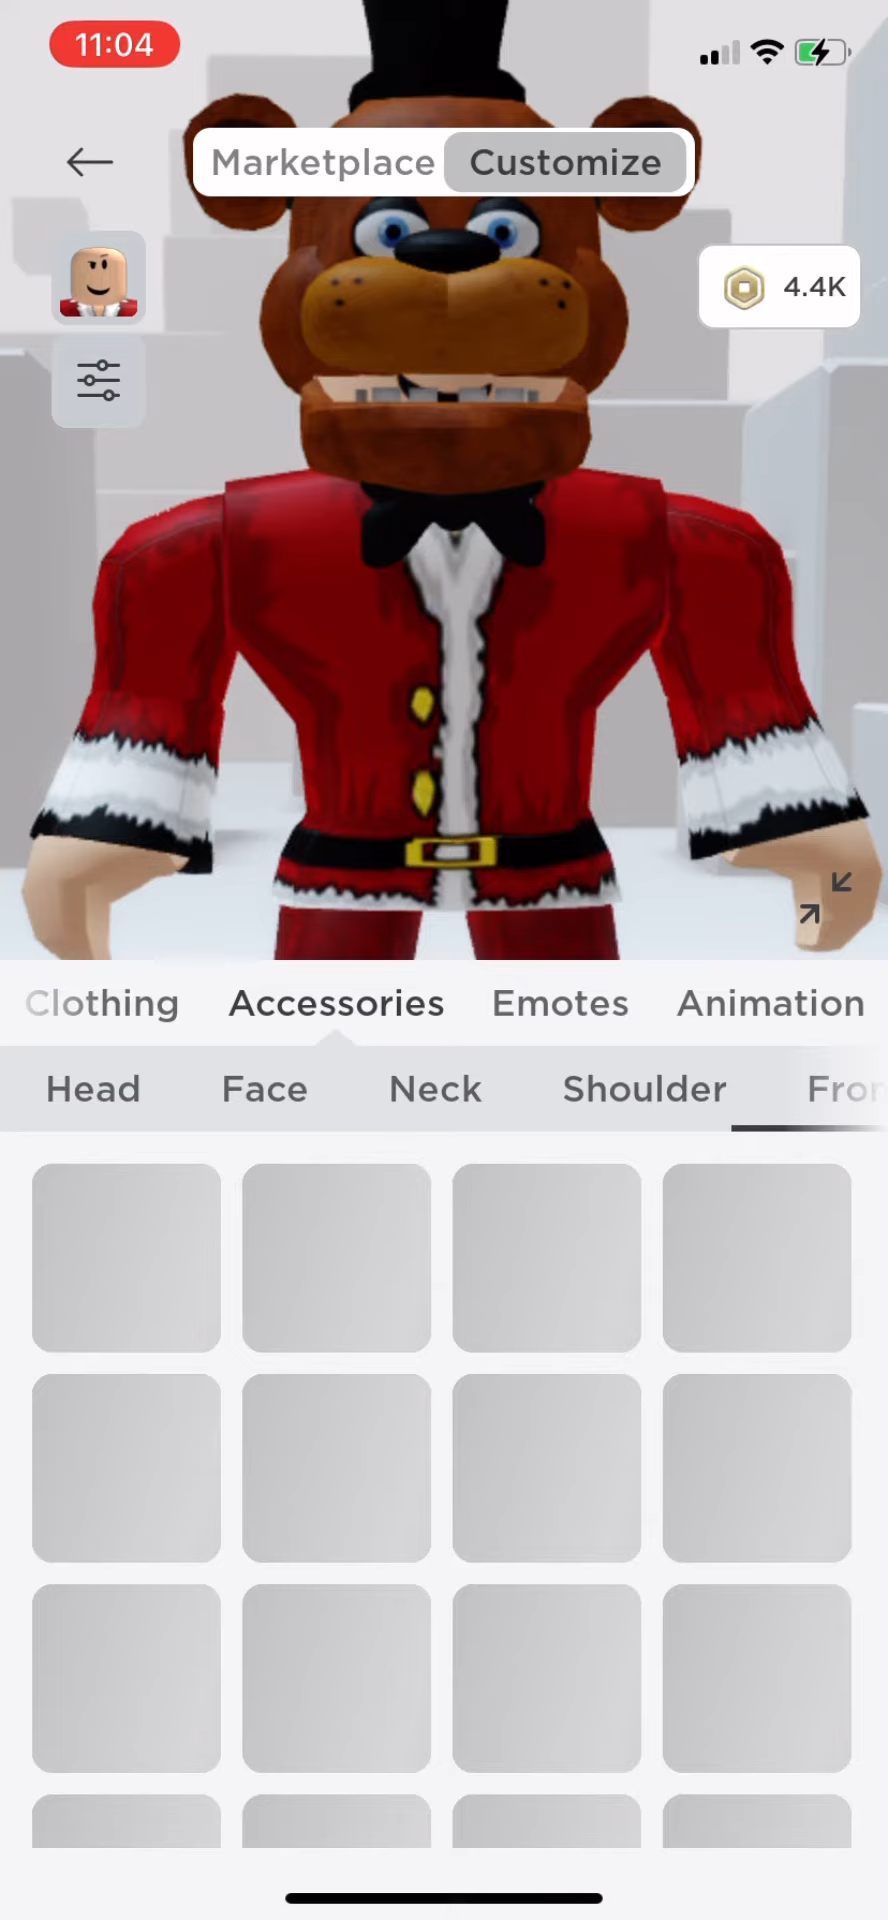 11:04
Marketplace Customize
4.4K
Clothing Accessories Emotes Animation
Head Face Neck Shoulder